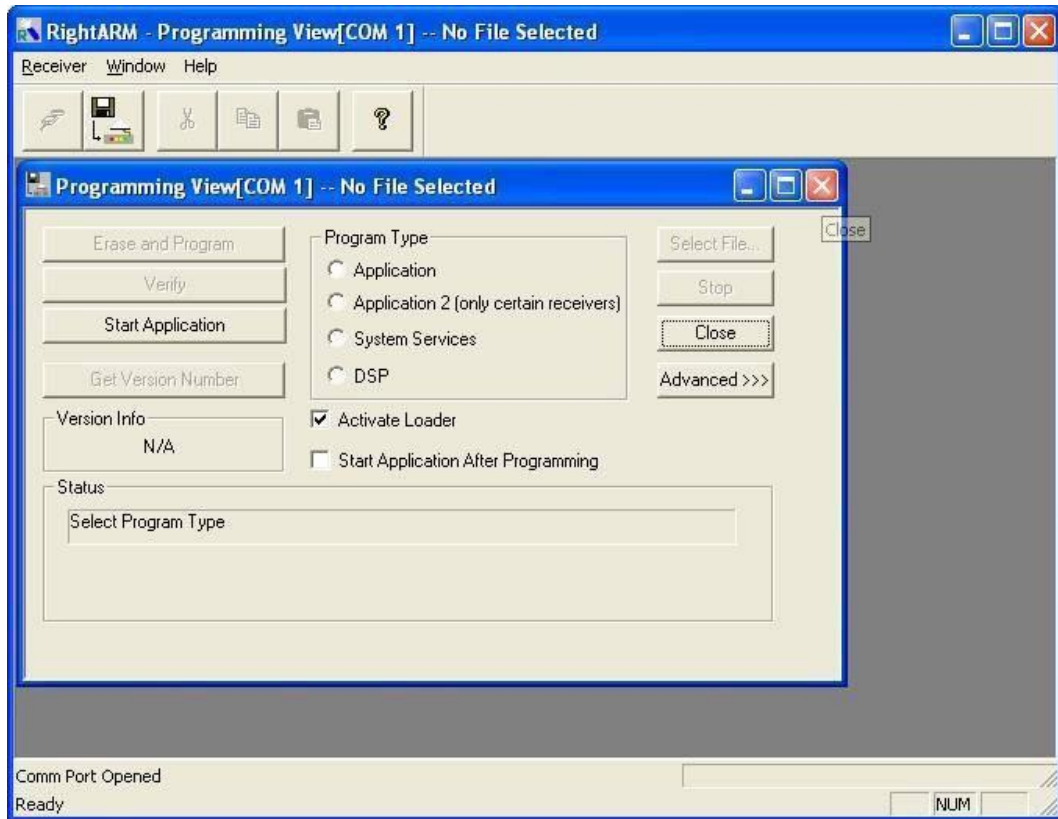 RightARM - Programming View[COM 1] -- No File Selected
Receiver Window Help
Programming View[COM 1] -- No File Selected
Close
Erase and Program
Verify
Start Application
Get Version Number
Version Info
N/A
Program Type
Application
Application 2 (only certain receivers)
System Services
DSP
Activate Loader
Start Application After Programming
Select File...
Stop
Close
Advanced >>>
Status
Select Program Type
Comm Port Opened
Ready
NUM